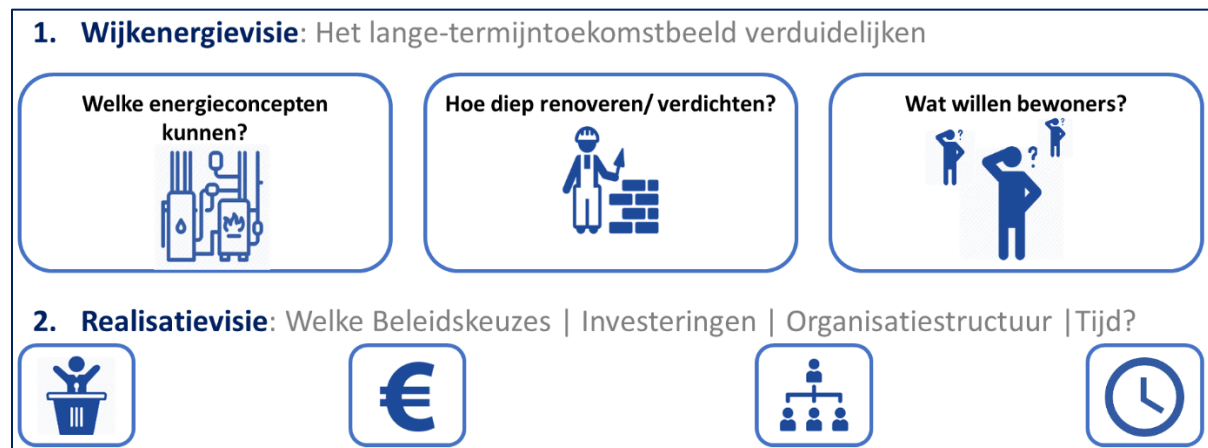 1. Wijkenergievisie: Het lange-termijntoekomstbeeld verduidelijken
Welke energieconcepten
kunnen?
Hoe diep renoveren/ verdichten?
Wat willen bewoners?
2. Realisatievisie: Welke Beleidskeuzes | Investeringen | Organisatiestructuur |Tijd?